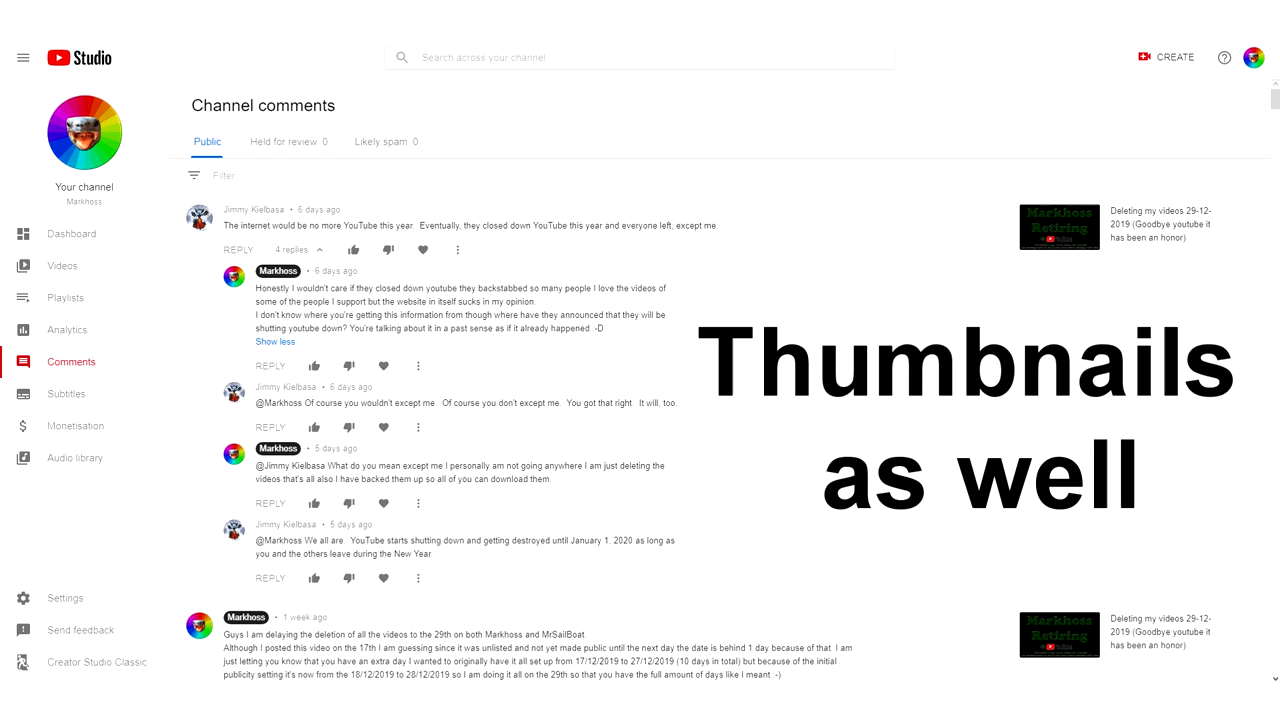 Studio
Search across your channel
CREATE
Channel comments
Public
Held for review 0
Likely spam 0
Filter
Your channel
Markhoss
Dashboard
Videos
Playlists
Analytics
Comments
Subtitles
Monetisation
Audio library
Settings
Send feedback
Creator Studio Classic
Jimmy Kielbasa • 6 days ago
The internet would be no more YouTube this year. Eventually, they closed down YouTube this year and everyone left, except me.
REPLY 4 replies
Markhoss • 6 days ago
Honestly I wouldn't care if they closed down youtube they backstabbed so many people I love the videos of
some of the people I support but the website in itself sucks in my opinion.
I don't know where you're getting this information from though where have they announced that they will be
shutting youtube down? You're talking about it in a past sense as if it already happened. -D
Show less
REPLY
Jimmy Kielbasa • 6 days ago
@Markhoss Of course you wouldn't except me. Of course you don't except me. You got that right. It will, too.
REPLY
Markhoss • 5 days ago
@Jimmy Kielbasa What do you mean except me I personally am not going anywhere I am just deleting the
videos that's all also I have backed them up so all of you can download them.
REPLY
Jimmy Kielbasa • 5 days ago
@Markhoss We all are. YouTube starts shutting down and getting destroyed until January 1, 2020 as long as
you and the others leave during the New Year.
REPLY
Markhoss
Retiring
Deleting my videos 29-12-
2019 (Goodbye youtube it
has been an honor)
Thumbnails
as well
Markhoss • 1 week ago
Guys I am delaying the deletion of all the videos to the 29th on both Markhoss and MrSailBoat.
Although I posted this video on the 17th I am guessing since it was unlisted and not yet made public until the next day the date is behind 1 day because of that. I am
just letting you know that you have an extra day I wanted to originally have it all set up from 17/12/2019 to 27/12/2019 (10 days in total) but because of the initial
publicity setting it's now from the 18/12/2019 to 28/12/2019 so I am doing it all on the 29th so that you have the full amount of days like I meant.:-)
Markhoss
Retiring
Deleting my videos 29-12-
2019 (Goodbye youtube it
has been an honor)